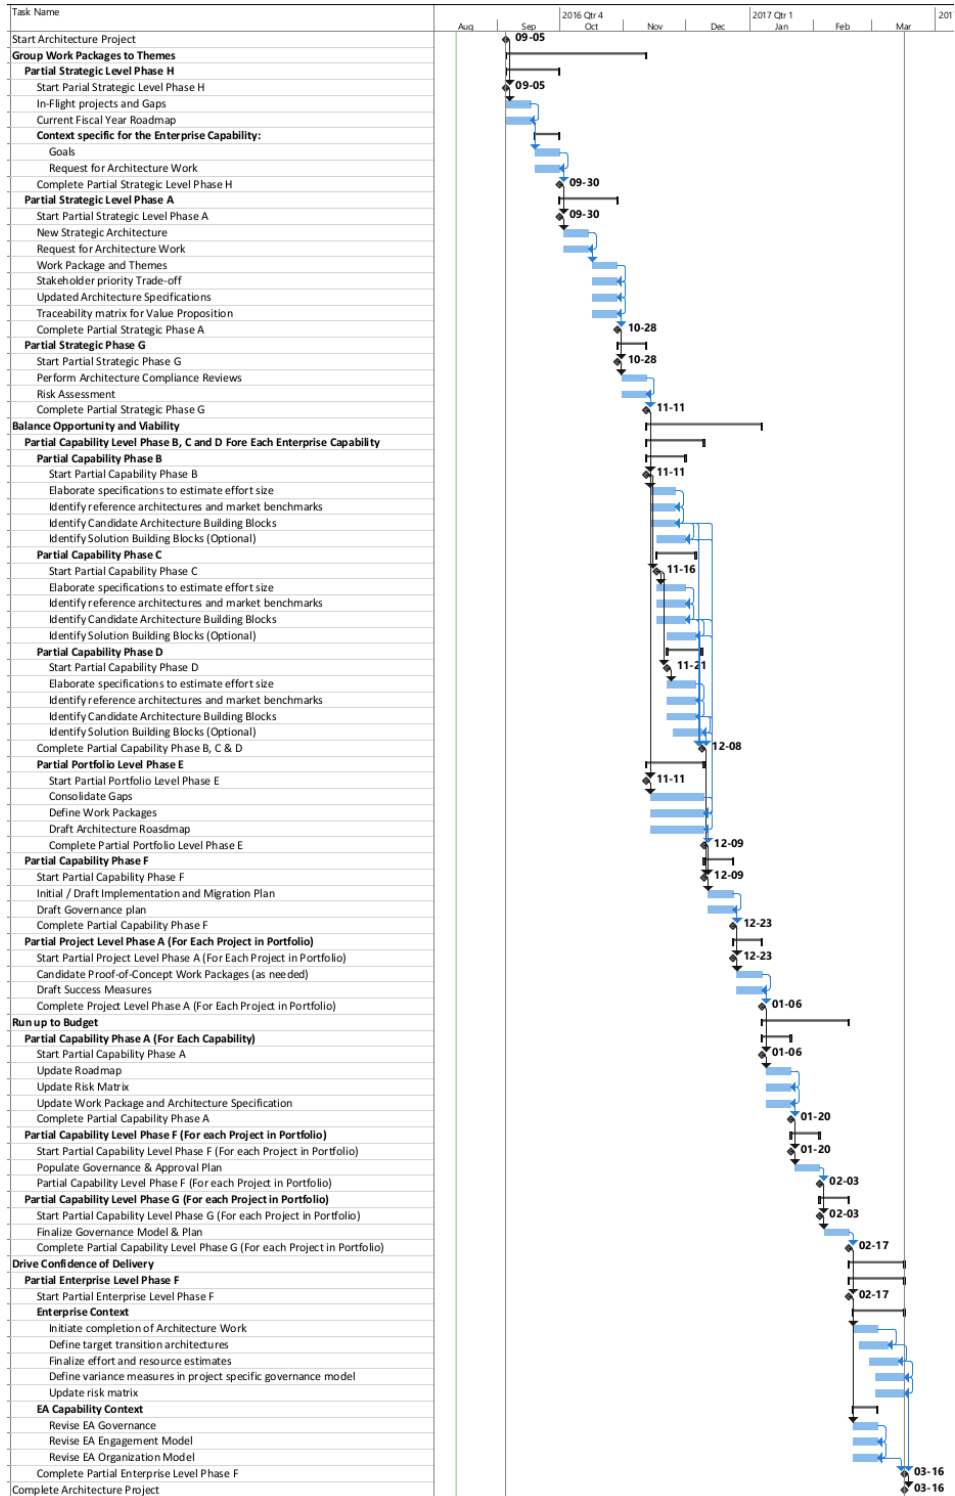 Task Name
2016 Qtr 4
2017 Qtr 1
2017
Aug
Sep
Oct
Nov
Dec
Jan
Feb
Mar
Start Architecture Project
09-05
Group Work Packages to Themes
Partial Strategic Level Phase H
Start Parial Strategic Level Phase H
09-05
In-Flight projects and Gaps
Current Fiscal Year Roadmap
Context specific for the Enterprise Capability:
Goals
Request for Architecture Work
Complete Partial Strategic Level Phase H
09-30
Partial Strategic Level Phase A
Start Partial Strategic Level Phase A
09-30
New Strategic Architecture
Request for Architecture Work
Work Package and Themes
Stakeholder priority Trade-off
Updated Architecture Specifications
Traceability matrix for Value Proposition
Complete Partial Strategic Phase A
10-28
Partial Strategic Phase G
Start Partial Strategic Phase G
10-28
Perform Architecture Compliance Reviews
Risk Assessment
Complete Partial Strategic Phase G
11-11
Balance Opportunity and Viability
Partial Capability Level Phase B, C and D Fore Each Enterprise Capability
Partial Capability Phase B
Start Partial Capability Phase B
11-11
Elaborate specifications to estimate effort size
Identify reference architectures and market benchmarks
Identify Candidate Architecture Building Blocks
Identify Solution Building Blocks (Optional)
Partial Capability Phase C
Start Partial Capability Phase C
11-16
Elaborate specifications to estimate effort size
Identify reference architectures and market benchmarks
Identify Candidate Architecture Building Blocks
Identify Solution Building Blocks (Optional)
Partial Capability Phase D
Start Partial Capability Phase D
11-21
Elaborate specifications to estimate effort size
Identify reference architectures and market benchmarks
Identify Candidate Architecture Building Blocks
Identify Solution Building Blocks (Optional)
Complete Partial Capability Phase B, C & D
12-08
Partial Portfolio Level Phase E
Start Partial Portfolio Level Phase E
11-11
Consolidate Gaps
Define Work Packages
Draft Architecture Roasdmap
Complete Partial Portfolio Level Phase E
12-09
Partial Capability Phase F
Start Partial Capability Phase F
12-09
Initial / Draft Implementation and Migration Plan
Draft Governance plan
Complete Partial Capability Phase F
12-23
Partial Project Level Phase A (For Each Project in Portfolio)
Start Partial Project Level Phase A (For Each Project in Portfolio)
12-23
Candidate Proof-of-Concept Work Packages (as needed)
Draft Success Measures
Complete Project Level Phase A (For Each Project in Portfolio)
01-06
Run up to Budget
Partial Capability Phase A (For Each Capability)
Start Partial Capability Phase A
01-06
Update Roadmap
Update Risk Matrix
Update Work Package and Architecture Specification
Complete Partial Capability Phase A
01-20
Partial Capability Level Phase F (For each Project in Portfolio)
Start Partial Capability Level Phase F (For each Project in Portfolio)
01-20
Populate Governance & Approval Plan
Partial Capability Level Phase F (For each Project in Portfolio)
02-03
Partial Capability Level Phase G (For each Project in Portfolio)
Start Partial Capability Level Phase G (For each Project in Portfolio)
02-03
Finalize Governance Model & Plan
Complete Partial Capability Level Phase G (For each Project in Portfolio)
02-17
Drive Confidence of Delivery
Partial Enterprise Level Phase F
Start Partial Enterprise Level Phase F
02-17
Enterprise Context
Initiate completion of Architecture Work
Define target transition architectures
Finalize effort and resource estimates
Define variance measures in project specific governance model
Update risk matrix
EA Capability Context
Revise EA Governance
Revise EA Engagement Model
Revise EA Organization Model
Complete Partial Enterprise Level Phase F
03-16
Complete Architecture Project
03-16